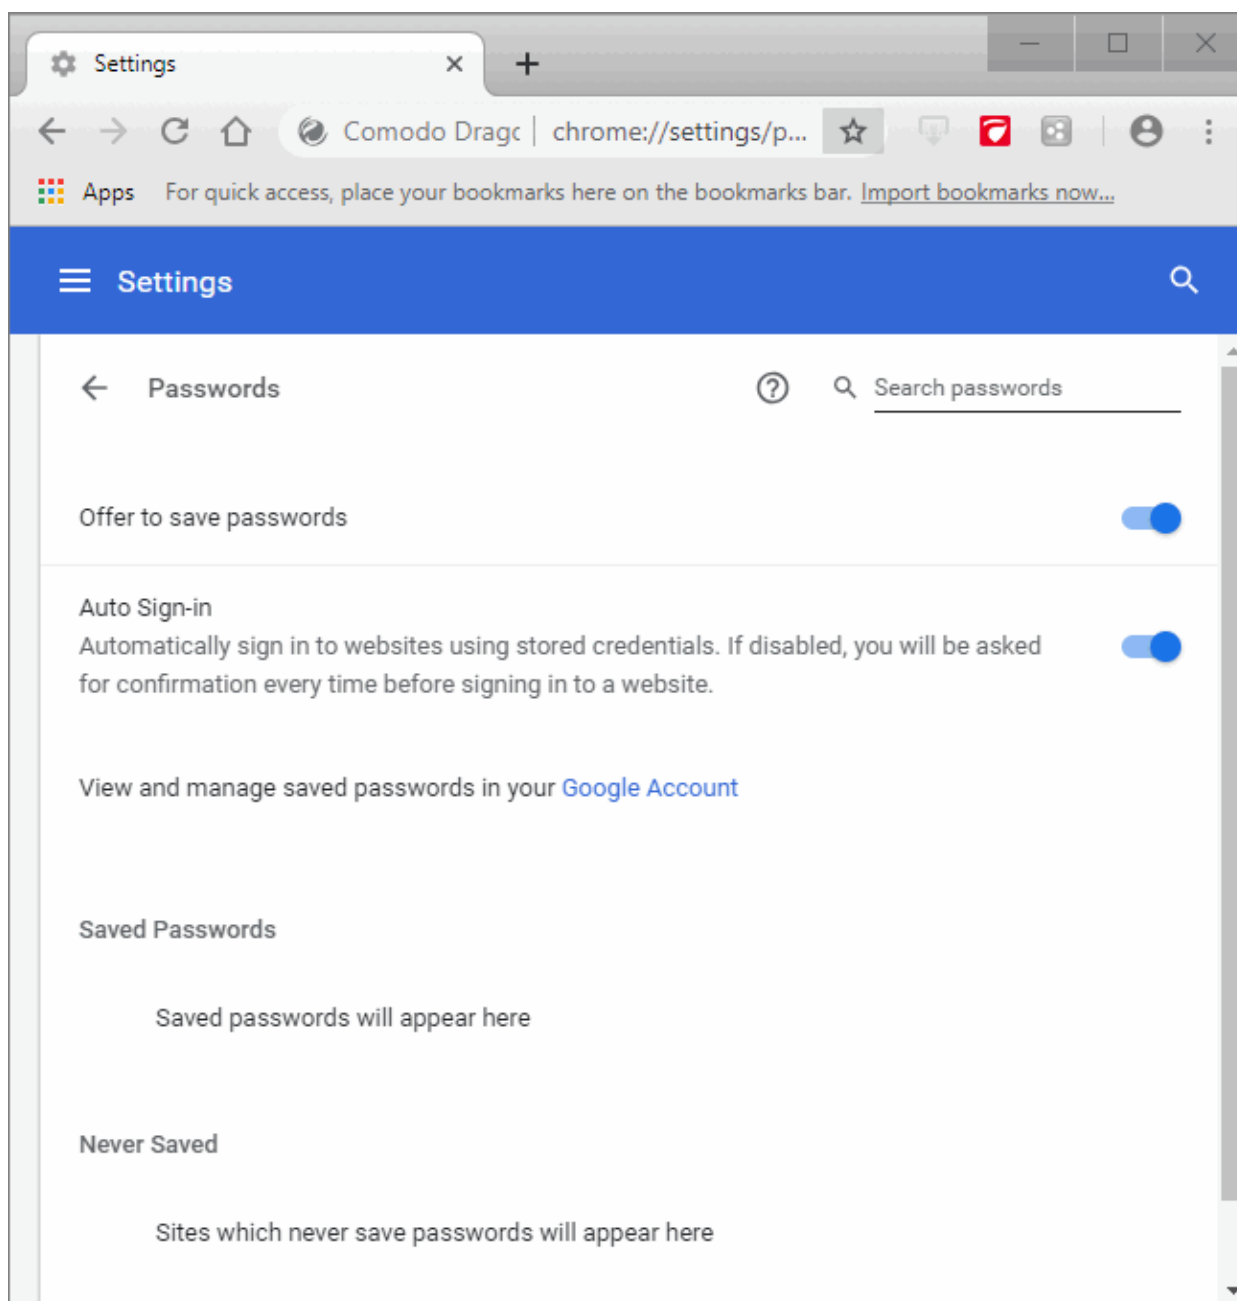 Settings
Comodo Drago chrome://settings/p...
Apps For quick access, place your bookmarks here on the bookmarks bar. Import bookmarks now...
Settings
Passwords Search passwords
Offer to save passwords
Auto Sign-in
Automatically sign in to websites using stored credentials. If disabled, you will be asked
for confirmation every time before signing in to a website.
View and manage saved passwords in your Google Account
Saved Passwords
Saved passwords will appear here
Never Saved
Sites which never save passwords will appear here